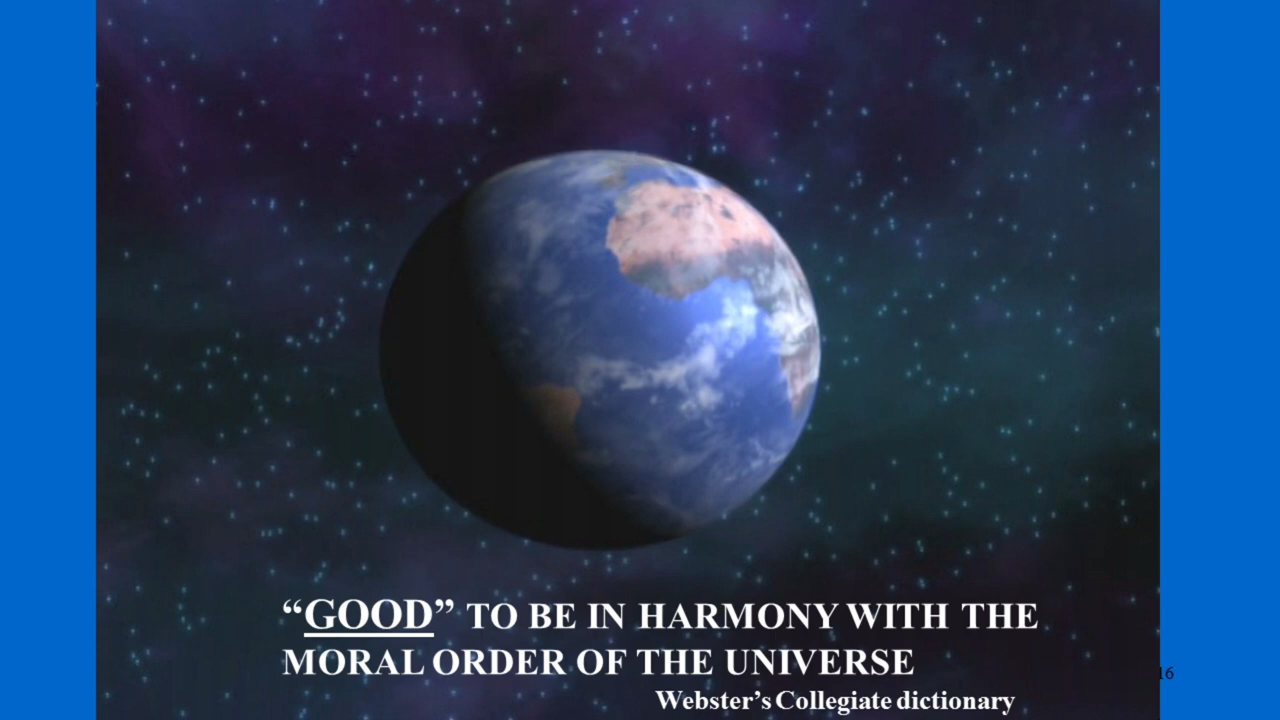 “GOOD” TO BE IN HARMONY WITH THE
MORAL ORDER OF THE UNIVERSE
Webster’s Collegiate dictionary
16